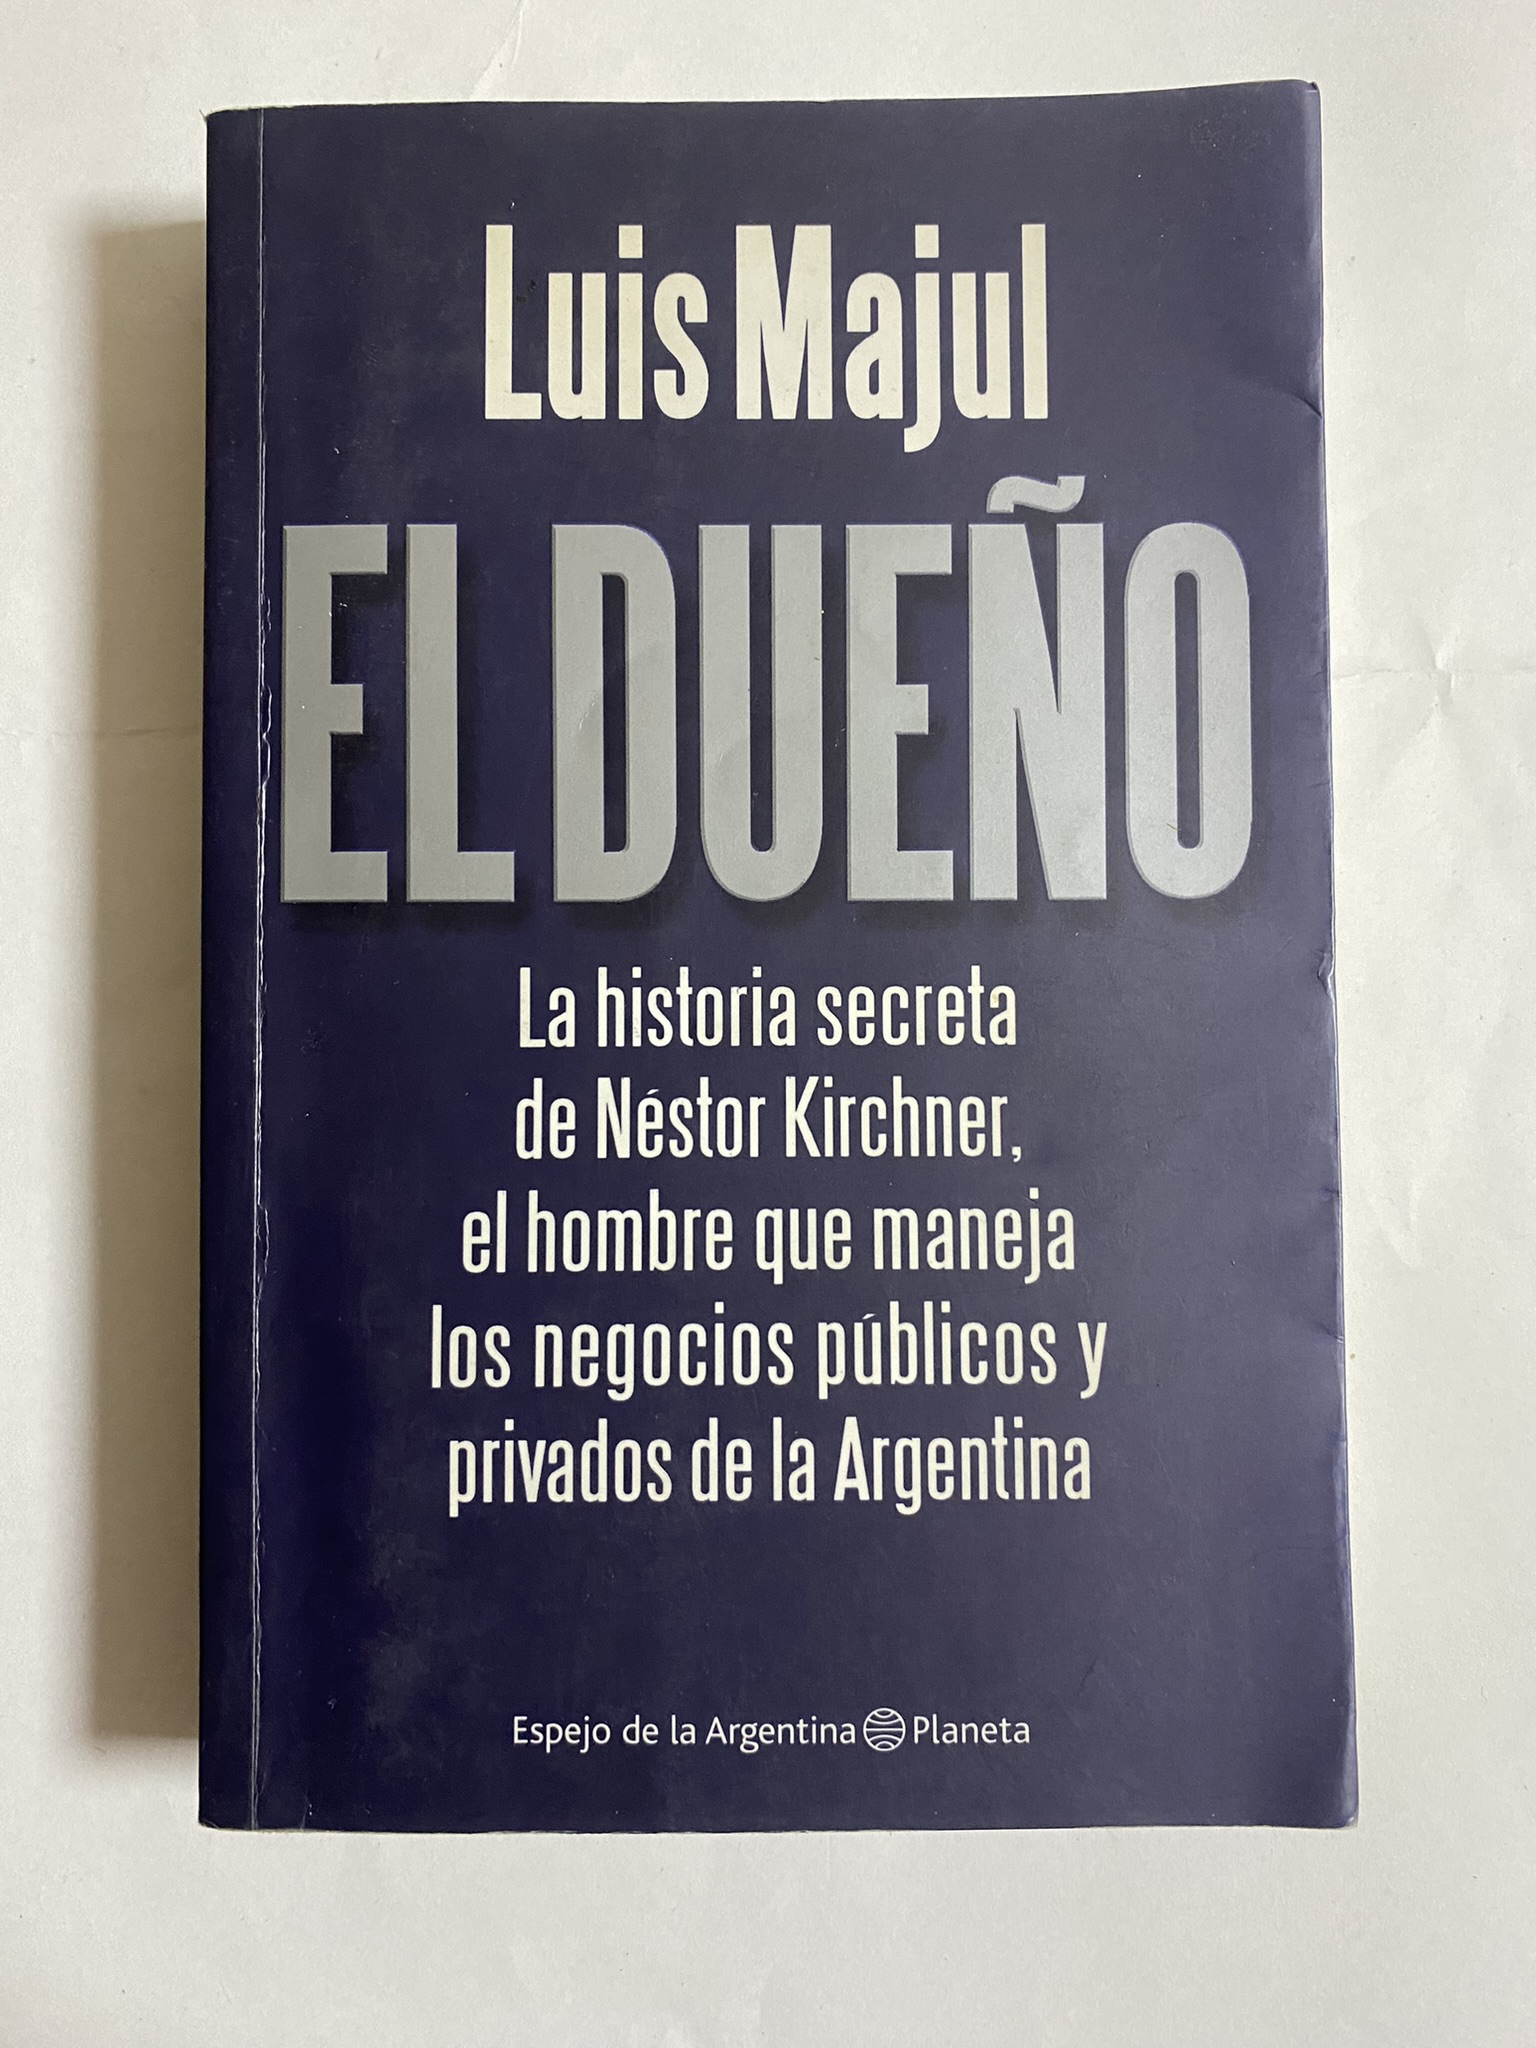 Luis Majul
EL DUEÑO
La historia secreta
de Néstor Kirchner,
el hombre que maneja
los negocios públicos y
privados de la Argentina
Espejo de la Argentina Planeta